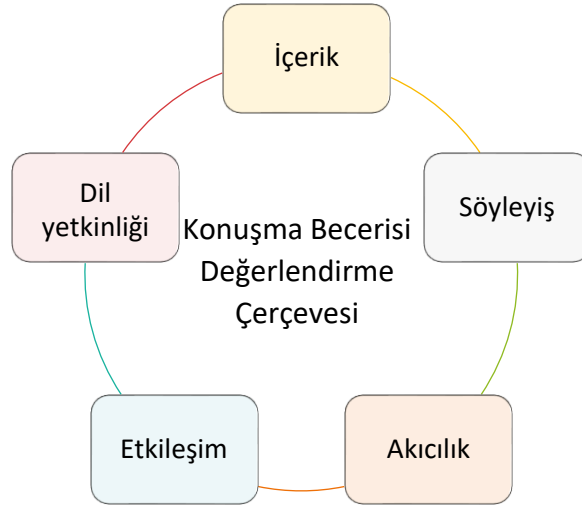 İçerik
Dil
yetkinliği
Söyleyiş
Konuşma Becerisi
Değerlendirme
Çerçevesi
Etkileşim
Akıcılık